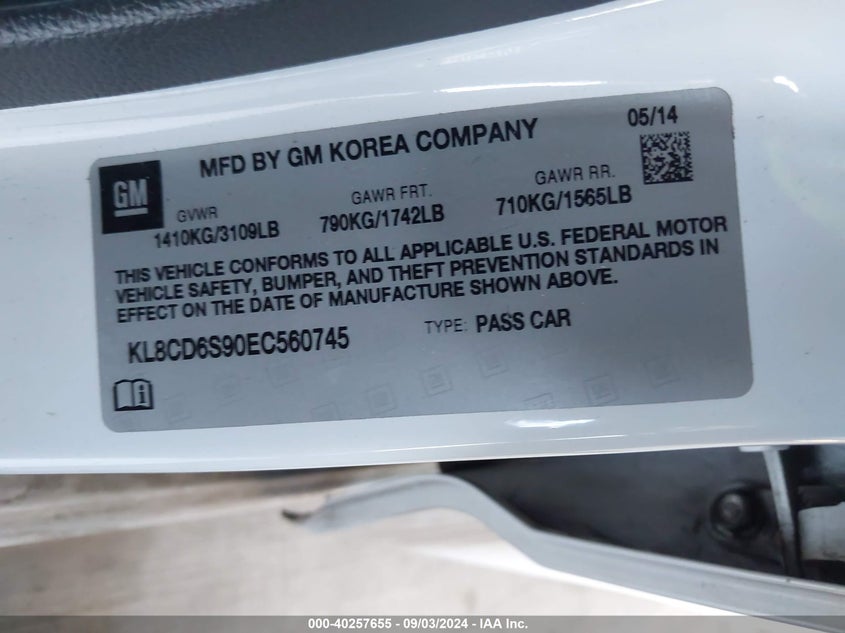 MFD BY GM KOREA COMPANY
05/14
GM
GVWR
GAWR FRT.
GAWR RR.
1410KG/3109LB
790KG/1742LB
710KG/1565LB
THIS VEHICLE CONFORMS TO ALL APPLICABLE U.S. FEDERAL MOTOR
VEHICLE SAFETY, BUMPER, AND THEFT PREVENTION STANDARDS IN
EFFECT ON THE DATE OF MANUFACTURE SHOWN ABOVE.
KL8CD6S90EC560745
TYPE: PASS CAR
000-40257655 - 09/03/2024 - IAA Inc.